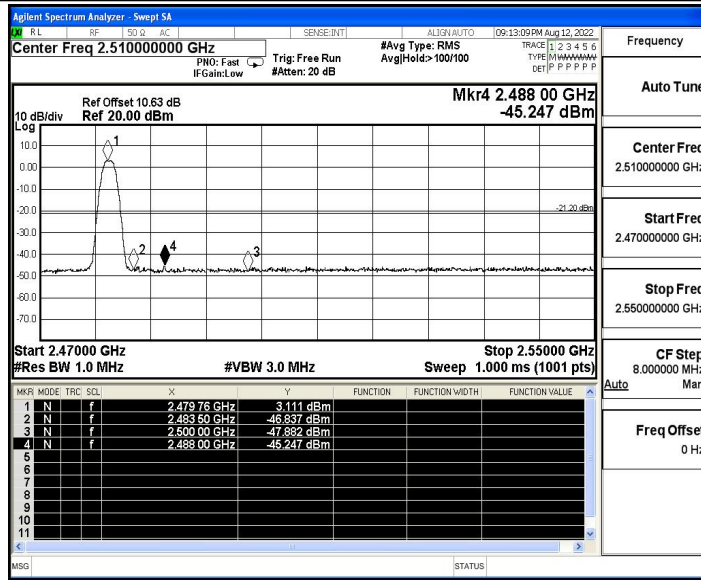 Agilent Spectrum Analyzer - Swept SA
RL RF 50 Ω AC SENSE:INT ALIGN AUTO 09:13:09 PM Aug 12, 2022
Center Freq 2.510000000 GHz
PNO: Fast
IFGain:Low
Trig: Free Run
#Atten: 20 dB
#Avg Type: RMS
Avg|Hold:>100/100
TRACE 1 2 3 4 5 6
TYPE M
DET P P P P P P
Ref Offset 10.63 dB
10 dB/div Ref 20.00 dBm
Log
Mkr4 2.488 00 GHz
-45.247 dBm
10.0
0.00
-10.0
-20.0
-30.0
-40.0
-50.0
-60.0
-70.0
1
2
4
3
-21.20 dBm
Start 2.47000 GHz Stop 2.55000 GHz
#Res BW 1.0 MHz #VBW 3.0 MHz Sweep 1.000 ms (1001 pts)
MKR MODE TRC SCL X Y FUNCTION FUNCTION WIDTH FUNCTION VALUE
1 N f 2.479 76 GHz 3.111 dBm
2 N f 2.483 50 GHz -46.837 dBm
3 N f 2.500 00 GHz -47.882 dBm
4 N f 2.488 00 GHz -45.247 dBm
5
6
7
8
9
10
11
MSG STATUS
Frequency
Auto Tune
Center Freq
2.510000000 GHz
Start Freq
2.470000000 GHz
Stop Freq
2.550000000 GHz
CF Step
8.000000 MHz
Auto Man
Freq Offset
0 Hz